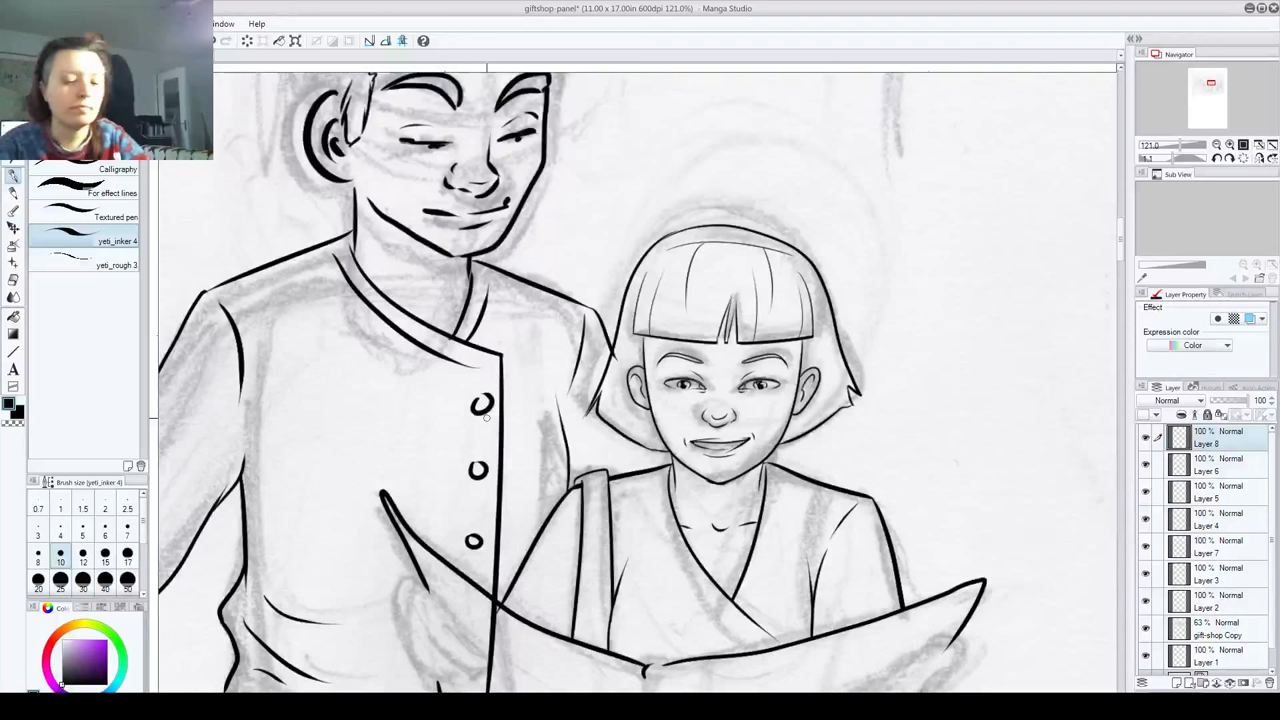 giftshop-panel* (11.00 x 17.00in 600dpi 121.0%) - Manga Studio
Help
Navigator
121.0
Sub View
Layer Property
Effect
Expression color
Color
Layer
Normal
100
100 % Normal
Layer 8
100 % Normal
Layer 6
100 % Normal
Layer 5
100 % Normal
Layer 4
100 % Normal
Layer 7
100 % Normal
Layer 3
100 % Normal
Layer 2
63 % Normal
gift-shop Copy
100 % Normal
Layer 1
Calligraphy
For effect lines
Textured pen
yeti_inker 4
yeti_rough 3
Brush size (yeti_inker 4)
0.7 1 1.5 2 2.5
3 4 5 6 7
8 10 12 15 17
20 25 30 40 50